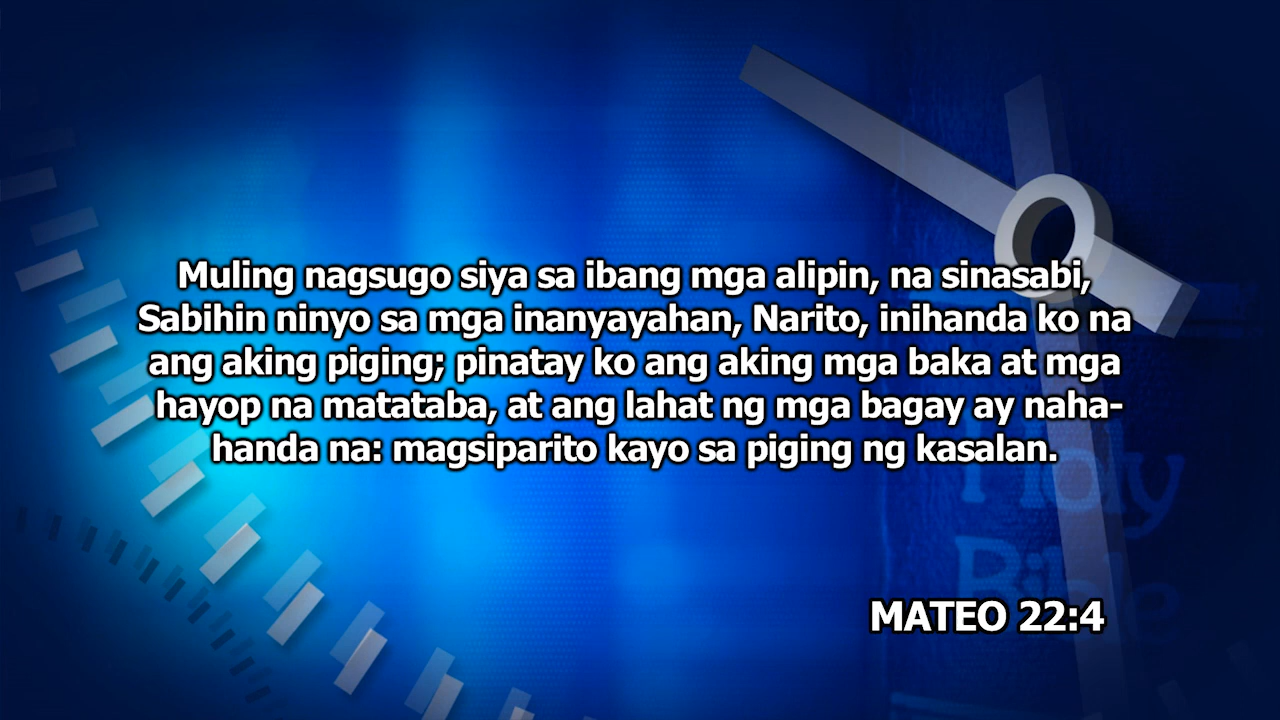 Muling nagsugo siya sa ibang mga alipin, na sinasabi,
Sabihin ninyo sa mga inanyayahan, Narito, inihanda ko na
ang aking piging; pinatay ko ang aking mga baka at mga
hayop na matataba, at ang lahat ng mga bagay ay naha-
handa na: magsiparito kayo sa piging ng kasalan.
Holy
Bible
MATEO 22:4